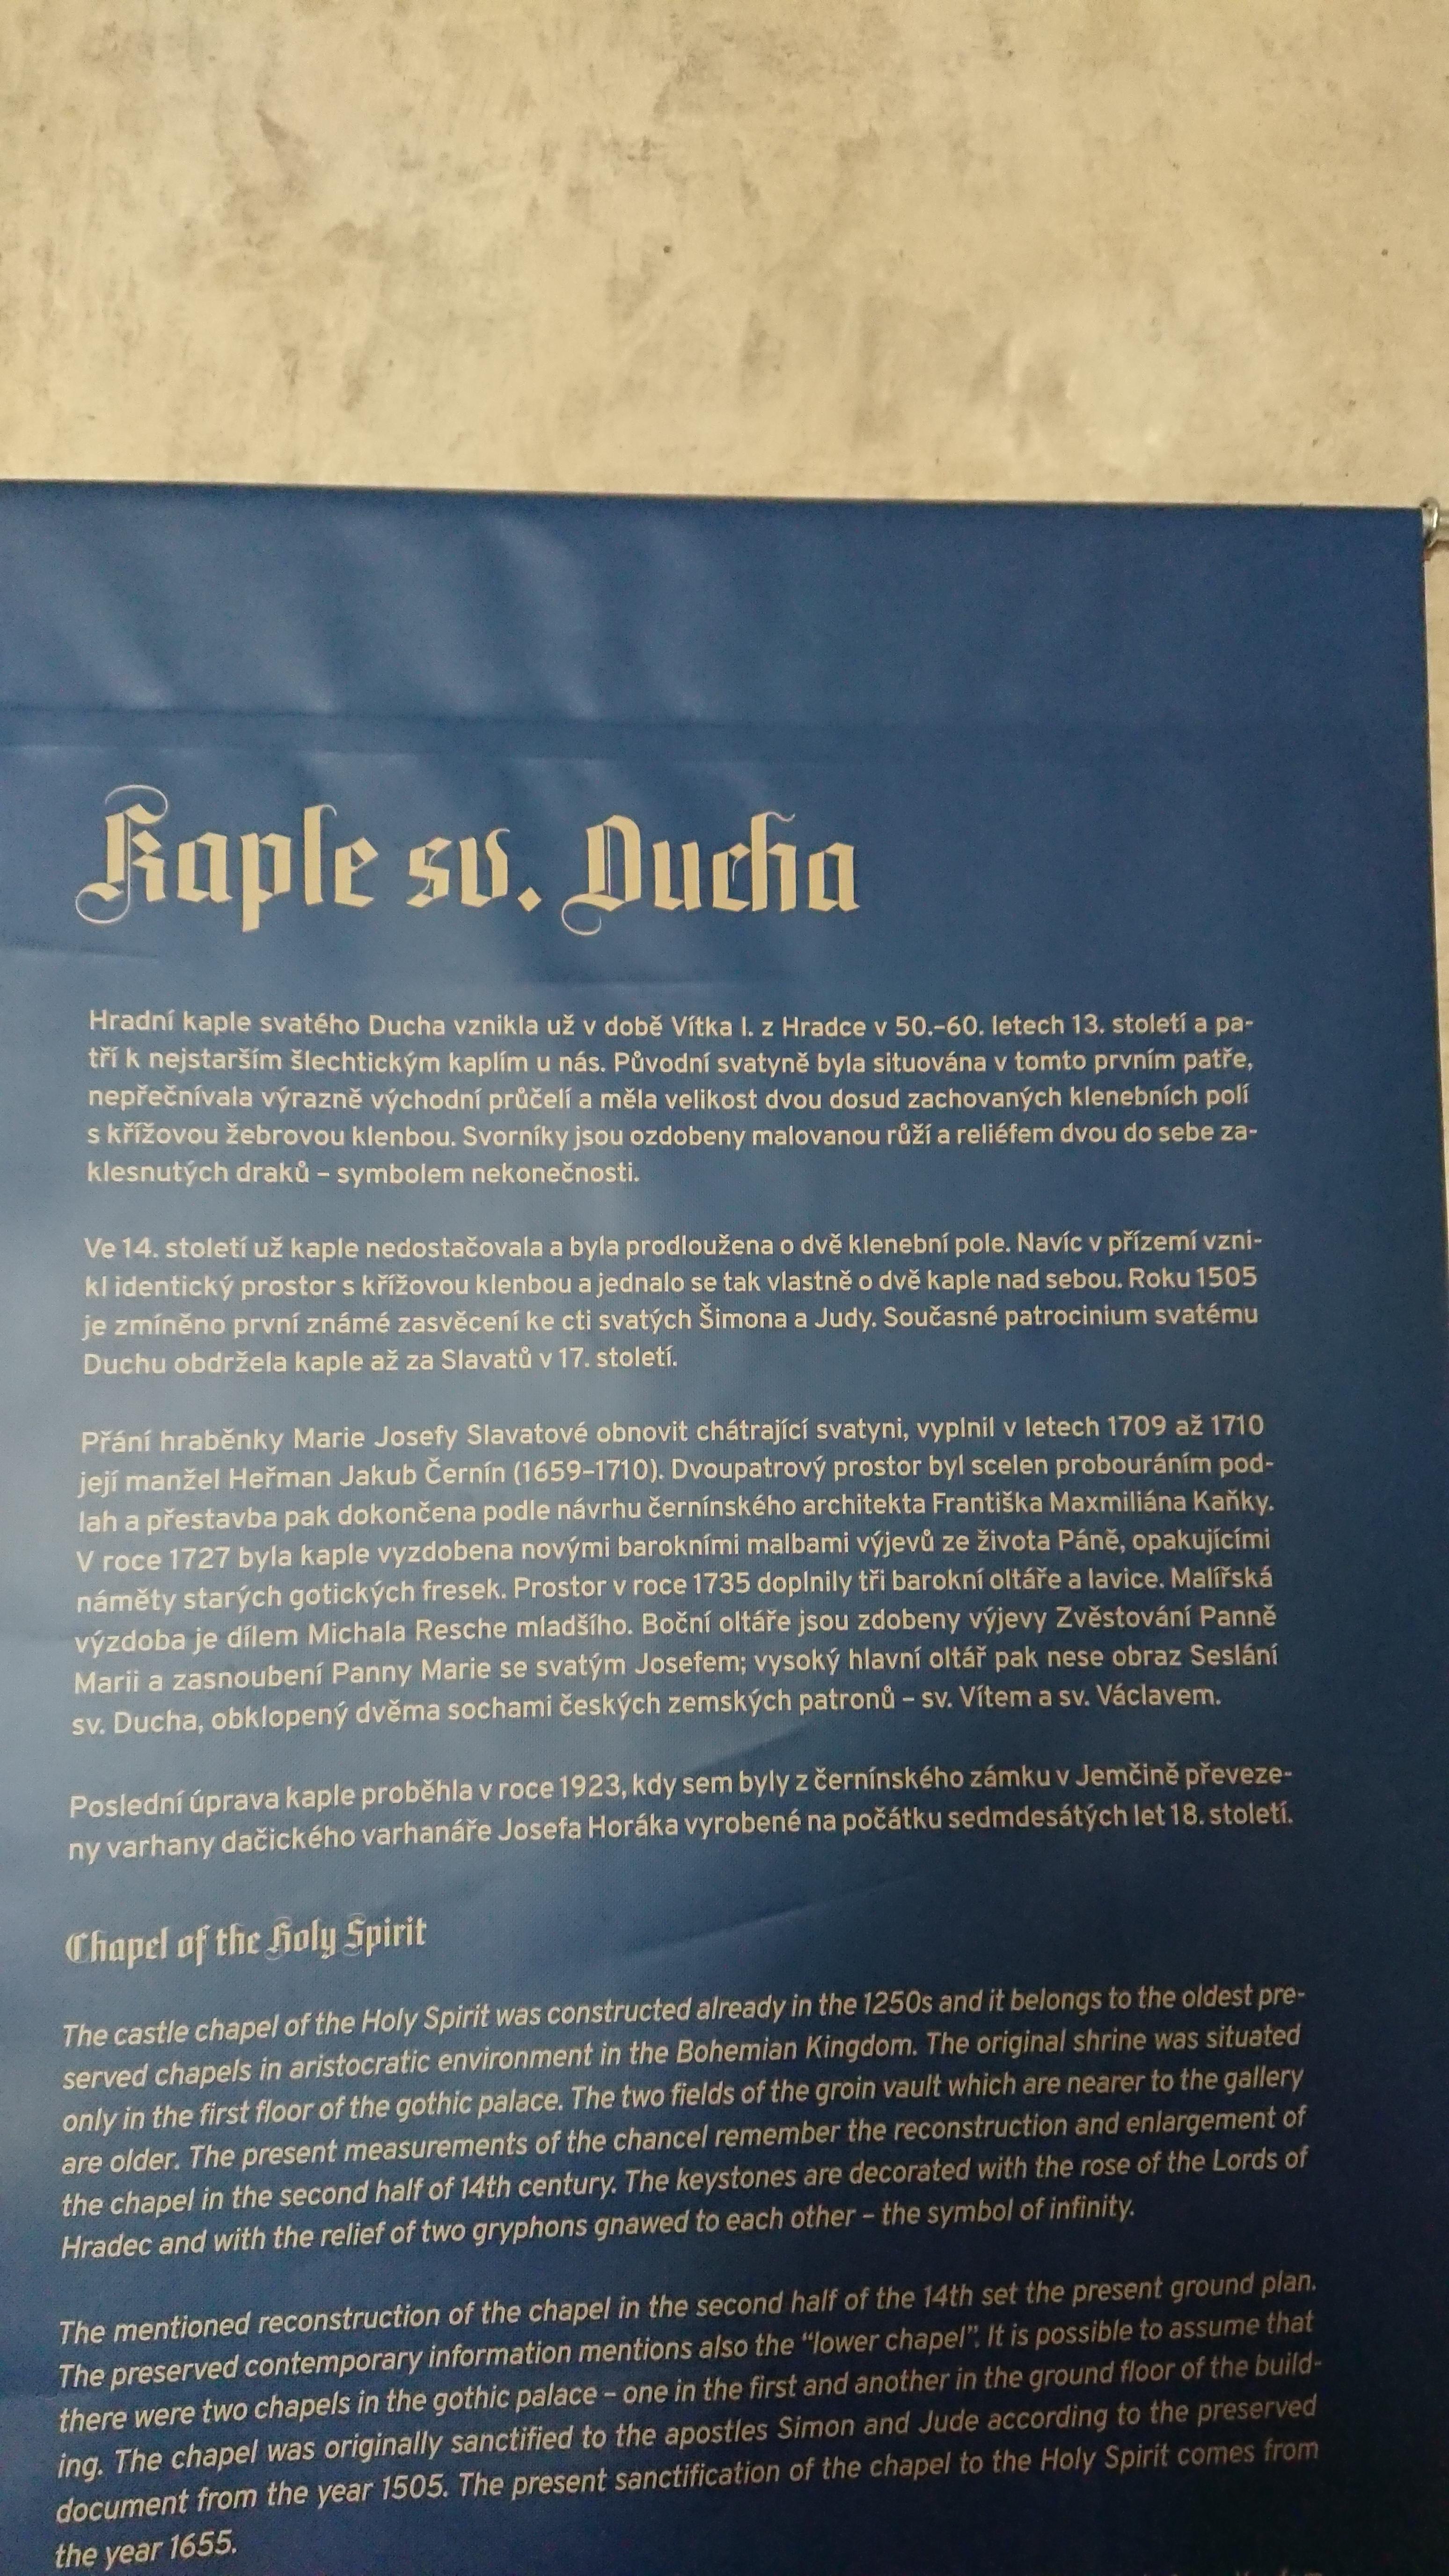 Kaple sv. Ducha
Hradní kaple svatého Ducha vznikla už v době Vítka I. z Hradce v 50.–60. letech 13. století a pa-
tří k nejstarším šlechtickým kaplím u nás. Původní svatyně byla situována v tomto prvním patře,
nepřečnívala výrazně východní průčelí a měla velikost dvou dosud zachovaných klenebních polí
s křížovou žebrovou klenbou. Svorníky jsou ozdobeny malovanou růží a reliéfem dvou do sebe za-
klesnutých draků – symbolem nekonečnosti.
Ve 14. století už kaple nedostačovala a byla prodloužena o dvě klenební pole. Navíc v přízemí vzni-
kl identický prostor s křížovou klenbou a jednalo se tak vlastně o dvě kaple nad sebou. Roku 1505
je zmíněno první známé zasvěcení ke cti svatých Šimona a Judy. Současné patrocinium svatému
Duchu obdržela kaple až za Slavatů v 17. století.
Přání hraběnky Marie Josefy Slavatové obnovit chátrající svatyni, vyplnil v letech 1709 až 1710
její manžel Heřman Jakub Černín (1659–1710). Dvoupatrový prostor byl scelen probouráním pod-
lah a přestavba pak dokončena podle návrhu černínského architekta Františka Maxmiliána Kaňky.
V roce 1727 byla kaple vyzdobena novými barokními malbami výjevů ze života Páně, opakujícími
náměty starých gotických fresek. Prostor v roce 1735 doplnily tři barokní oltáře a lavice. Malířská
výzdoba je dílem Michala Resche mladšího. Boční oltáře jsou zdobeny výjevy Zvěstování Panně
Marii a zasnoubení Panny Marie se svatým Josefem; vysoký hlavní oltář pak nese obraz Seslání
sv. Ducha, obklopený dvěma sochami českých zemských patronů – sv. Vítem a sv. Václavem.
Poslední úprava kaple proběhla v roce 1923, kdy sem byly z černínského zámku v Jemčině převeze-
ny varhany dačického varhanáře Josefa Horáka vyrobené na počátku sedmdesátých let 18. století.
Chapel of the Holy Spirit
The castle chapel of the Holy Spirit was constructed already in the 1250s and it belongs to the oldest pre-
served chapels in aristocratic environment in the Bohemian Kingdom. The original shrine was situated
only in the first floor of the gothic palace. The two fields of the groin vault which are nearer to the gallery
are older. The present measurements of the chancel remember the reconstruction and enlargement of
the chapel in the second half of 14th century. The keystones are decorated with the rose of the Lords of
Hradec and with the relief of two gryphons gnawed to each other – the symbol of infinity.
The mentioned reconstruction of the chapel in the second half of the 14th set the present ground plan.
The preserved contemporary information mentions also the “lower chapel”. It is possible to assume that
there were two chapels in the gothic palace – one in the first and another in the ground floor of the build-
ing. The chapel was originally sanctified to the apostles Simon and Jude according to the preserved
document from the year 1505. The present sanctification of the chapel to the Holy Spirit comes from
the year 1655.